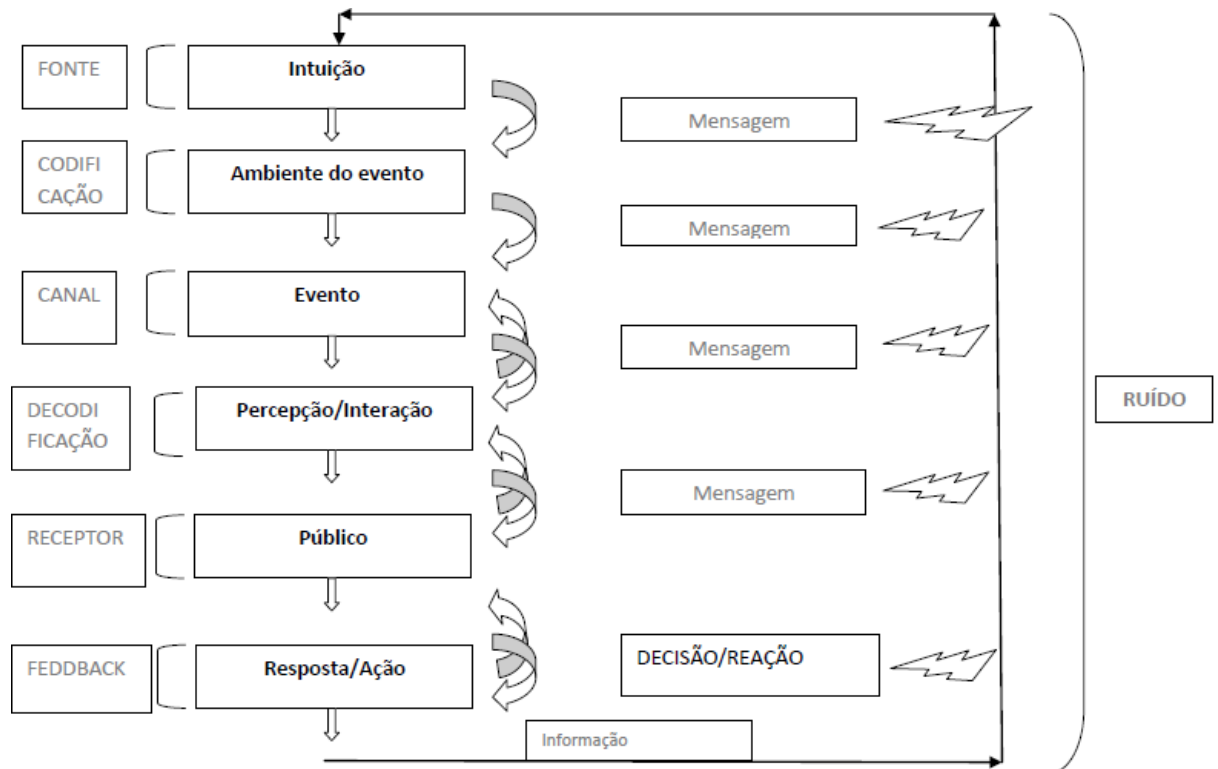 FONTE
Intuição
Mensagem
CODIFI
CAÇÃO
Ambiente do evento
Mensagem
CANAL
Evento
Mensagem
RUÍDO
DECODI
FICAÇÃO
Percepção/Interação
Mensagem
RECEPTOR
Público
FEDDBACK
Resposta/Ação
DECISÃO/REAÇÃO
Informação